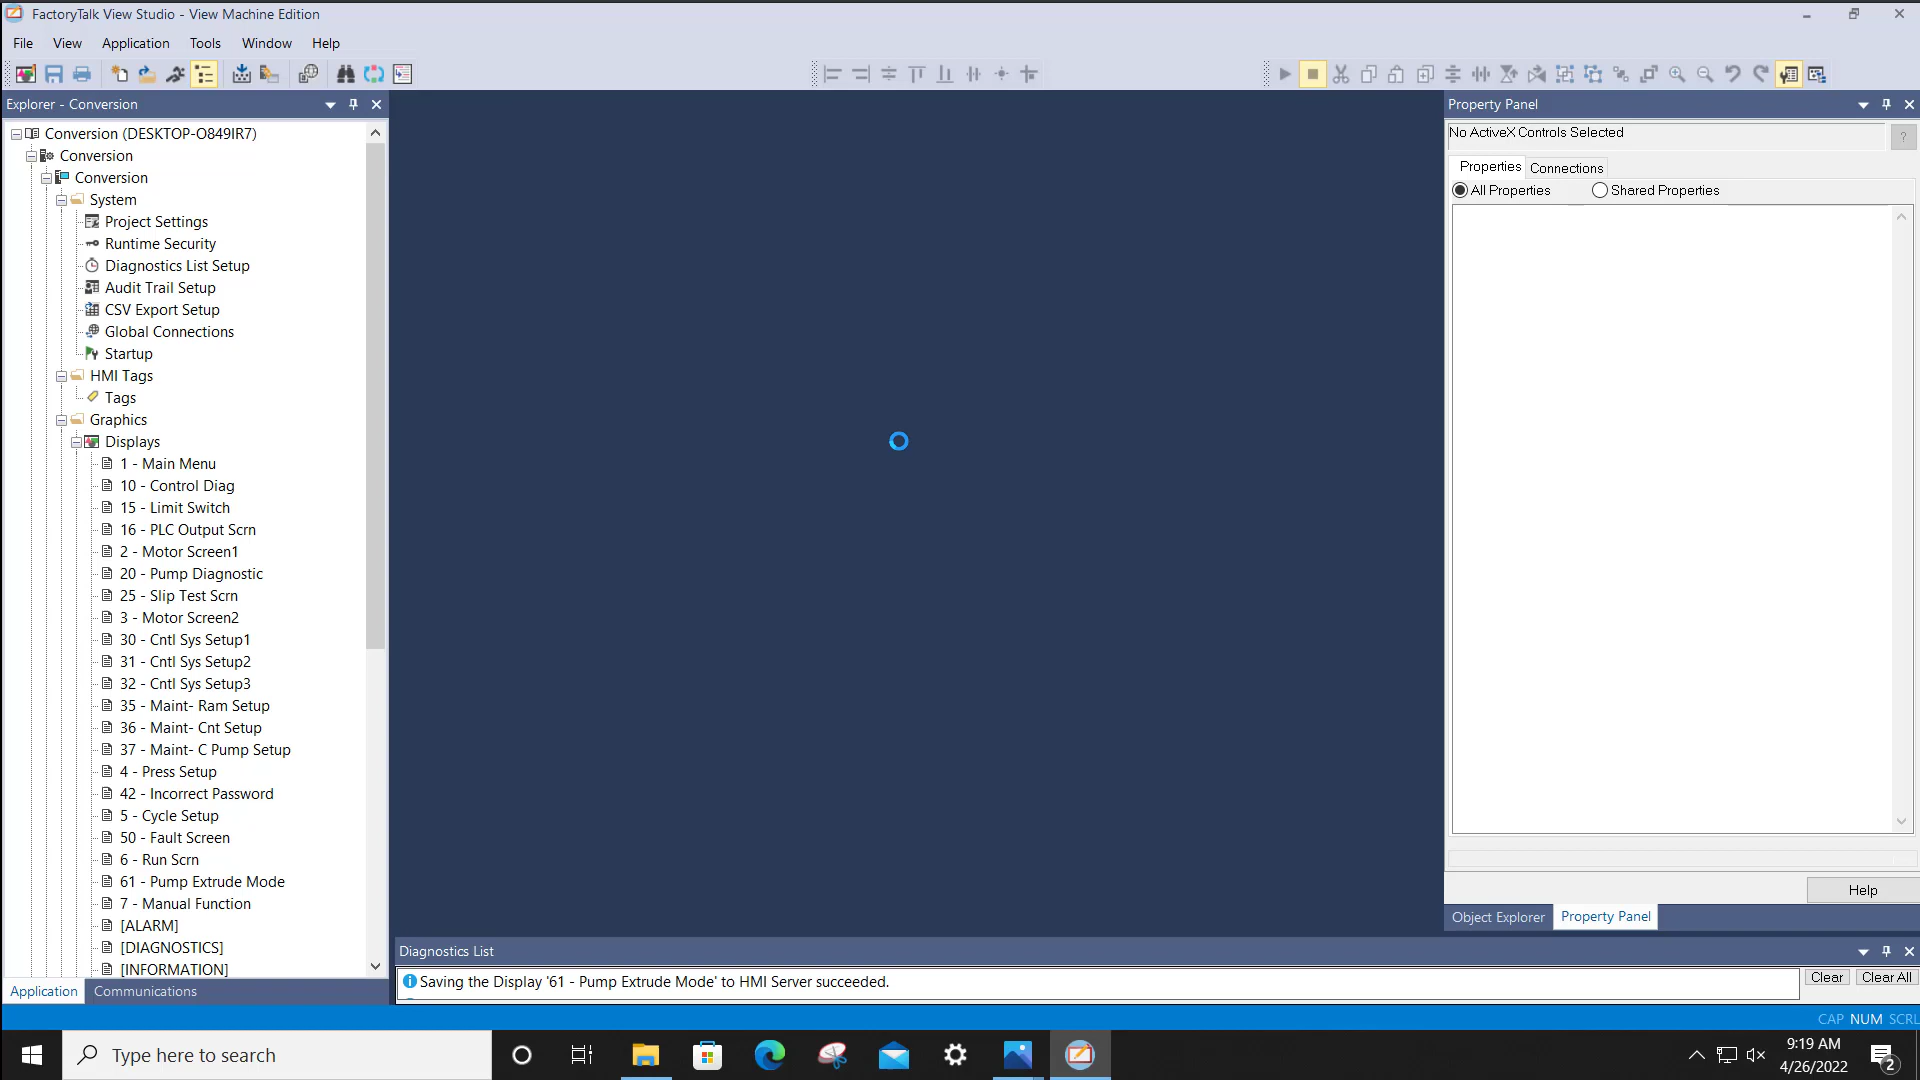 FactoryTalk View Studio - View Machine Edition
File View Application Tools Window Help
Explorer - Conversion
Conversion (DESKTOP-O849IR7)
Conversion
Conversion
System
Project Settings
Runtime Security
Diagnostics List Setup
Audit Trail Setup
CSV Export Setup
Global Connections
Startup
HMI Tags
Tags
Graphics
Displays
1 - Main Menu
10 - Control Diag
15 - Limit Switch
16 - PLC Output Scrn
2 - Motor Screen1
20 - Pump Diagnostic
25 - Slip Test Scrn
3 - Motor Screen2
30 - Cntl Sys Setup1
31 - Cntl Sys Setup2
32 - Cntl Sys Setup3
35 - Maint- Ram Setup
36 - Maint- Cnt Setup
37 - Maint- C Pump Setup
4 - Press Setup
42 - Incorrect Password
5 - Cycle Setup
50 - Fault Screen
6 - Run Scrn
61 - Pump Extrude Mode
7 - Manual Function
[ALARM]
[DIAGNOSTICS]
[INFORMATION]
Application Communications
Property Panel
No ActiveX Controls Selected
?
Properties Connections
All Properties Shared Properties
Help
Object Explorer Property Panel
Diagnostics List
Saving the Display '61 - Pump Extrude Mode' to HMI Server succeeded.
Clear Clear All
CAP NUM SCRL
Type here to search
9:19 AM
4/26/2022
2